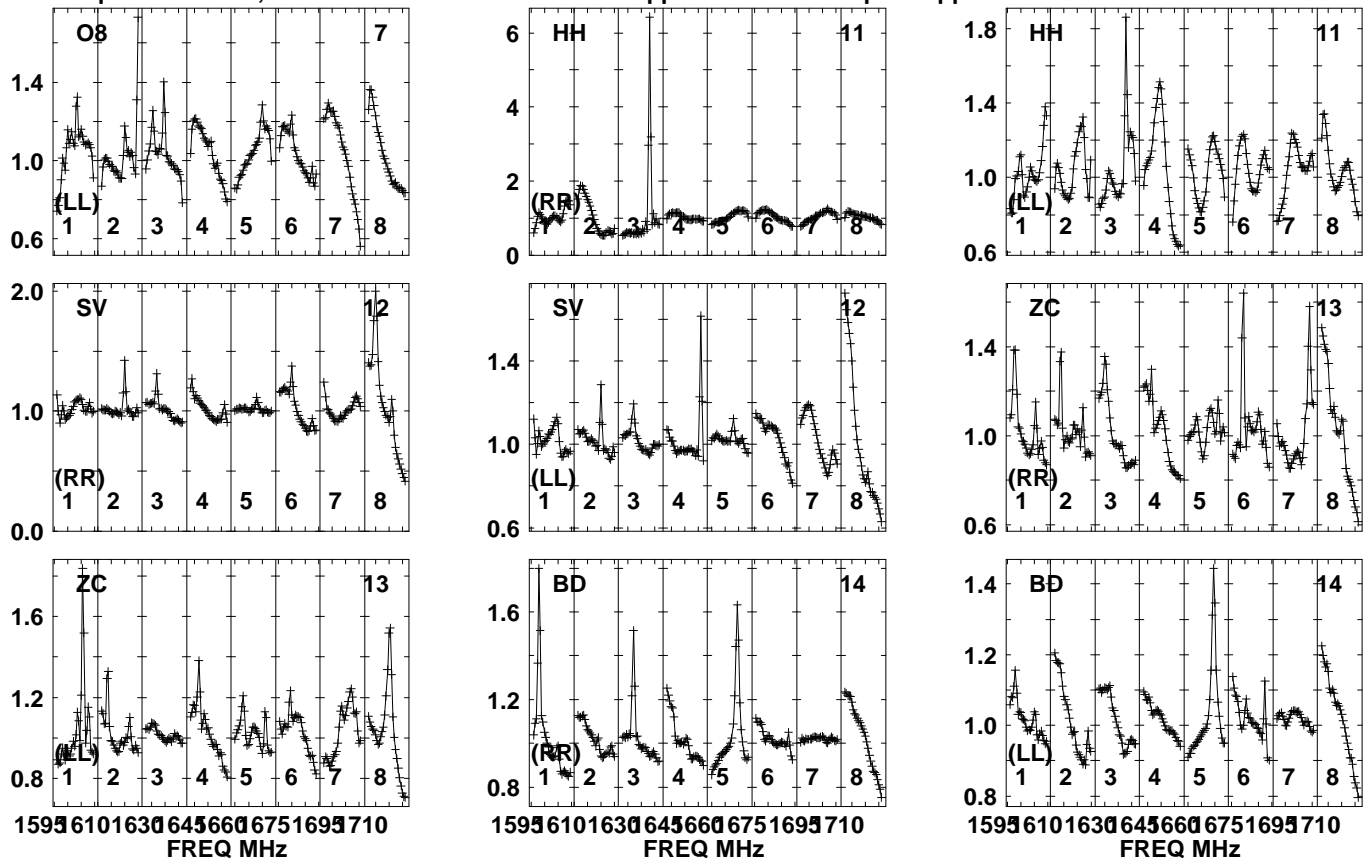 O8 7
1.4
1.0
0.6
(LL)
1 2 3 4 5 6 7 8
HH 11
6
4
2
0
(RR)
1 2 3 4 5 6 7 8
HH 11
1.8
1.4
1.0
0.6
(LL)
1 2 3 4 5 6 7 8
SV 12
2.0
1.0
0.0
(RR)
1 2 3 4 5 6 7 8
SV 12
1.4
1.0
0.6
(LL)
1 2 3 4 5 6 7 8
ZC 13
1.4
1.0
0.6
(RR)
1 2 3 4 5 6 7 8
ZC 13
1.6
1.2
0.8
(LL)
1 2 3 4 5 6 7 8
BD 14
1.6
1.2
0.8
(RR)
1 2 3 4 5 6 7 8
BD 14
1.4
1.2
1.0
0.8
(LL)
1 2 3 4 5 6 7 8
1595 1610 1630 1645 1660 1675 1695 1710
FREQ MHz
1595 1610 1630 1645 1660 1675 1695 1710
FREQ MHz
1595 1610 1630 1645 1660 1675 1695 1710
FREQ MHz